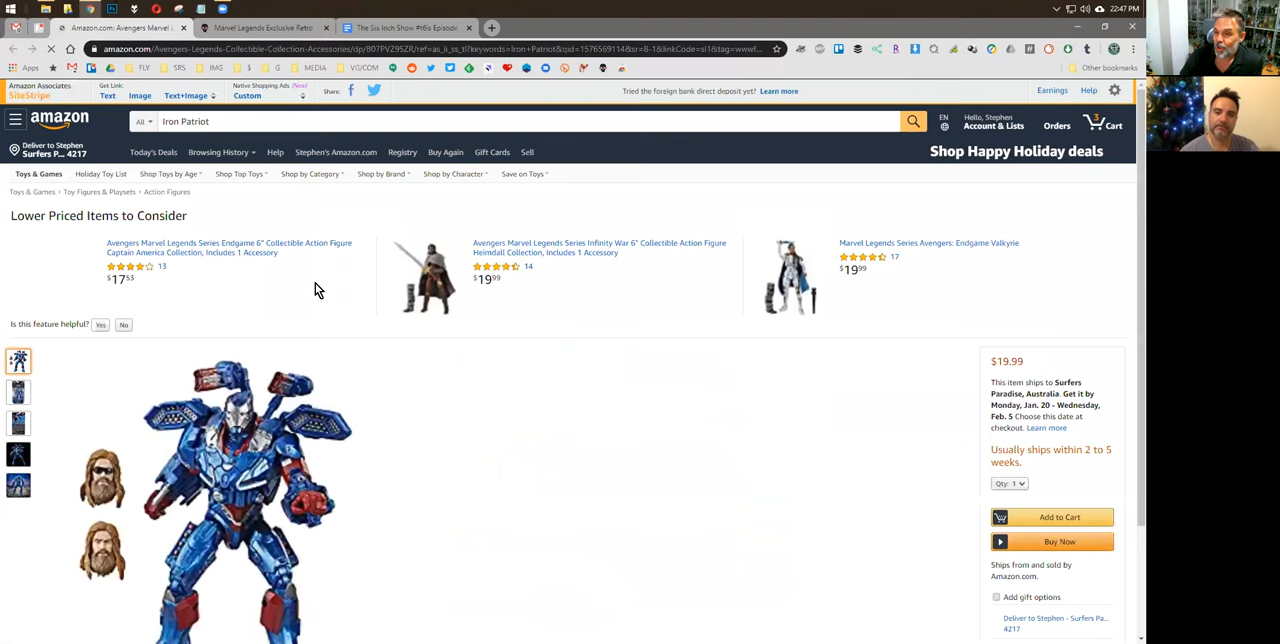 22:47 PM
Amazon.com: Avengers Marvel L
Marvel Legends Exclusive Retro
The Six Inch Show #t6is Episode
amazon.com/Avengers-Legends-Collectible-Collection-Accessories/dp/B07PVZ95ZR/ref=as_li_ss_tl?keywords=Iron+Patriot&qid=1576569114&sr=8-1&linkCode=sl1&tag=wwwf...
Apps FLY SRS IMG $ G MEDIA VG/COM Other bookmarks
Amazon Associates
SiteStripe
Get Link:
Text Image Text+Image
Native Shopping Ads (New!)
Custom
Share:
Tried the foreign bank direct deposit yet? Learn more
Earnings Help
amazon
All
Iron Patriot
EN
Hello, Stephen
Account & Lists
Orders
3
Cart
Deliver to Stephen
Surfers P... 4217
Today's Deals Browsing History Help Stephen's Amazon.com Registry Buy Again Gift Cards Sell
Shop Happy Holiday deals
Toys & Games Holiday Toy List Shop Toys by Age Shop Top Toys Shop by Category Shop by Brand Shop by Character Save on Toys
Toys & Games › Toy Figures & Playsets › Action Figures
Lower Priced Items to Consider
Avengers Marvel Legends Series Endgame 6" Collectible Action Figure
Captain America Collection, Includes 1 Accessory
13
$17 53
Avengers Marvel Legends Series Infinity War 6" Collectible Action Figure
Heimdall Collection, Includes 1 Accessory
14
$19 99
Marvel Legends Series Avengers: Endgame Valkyrie
17
$19 99
Is this feature helpful? Yes No
$19.99
This item ships to Surfers
Paradise, Australia. Get it by
Monday, Jan. 20 - Wednesday,
Feb. 5 Choose this date at
checkout. Learn more
Usually ships within 2 to 5
weeks.
Qty: 1
Add to Cart
Buy Now
Ships from and sold by
Amazon.com.
Add gift options
Deliver to Stephen - Surfers Pa...
4217